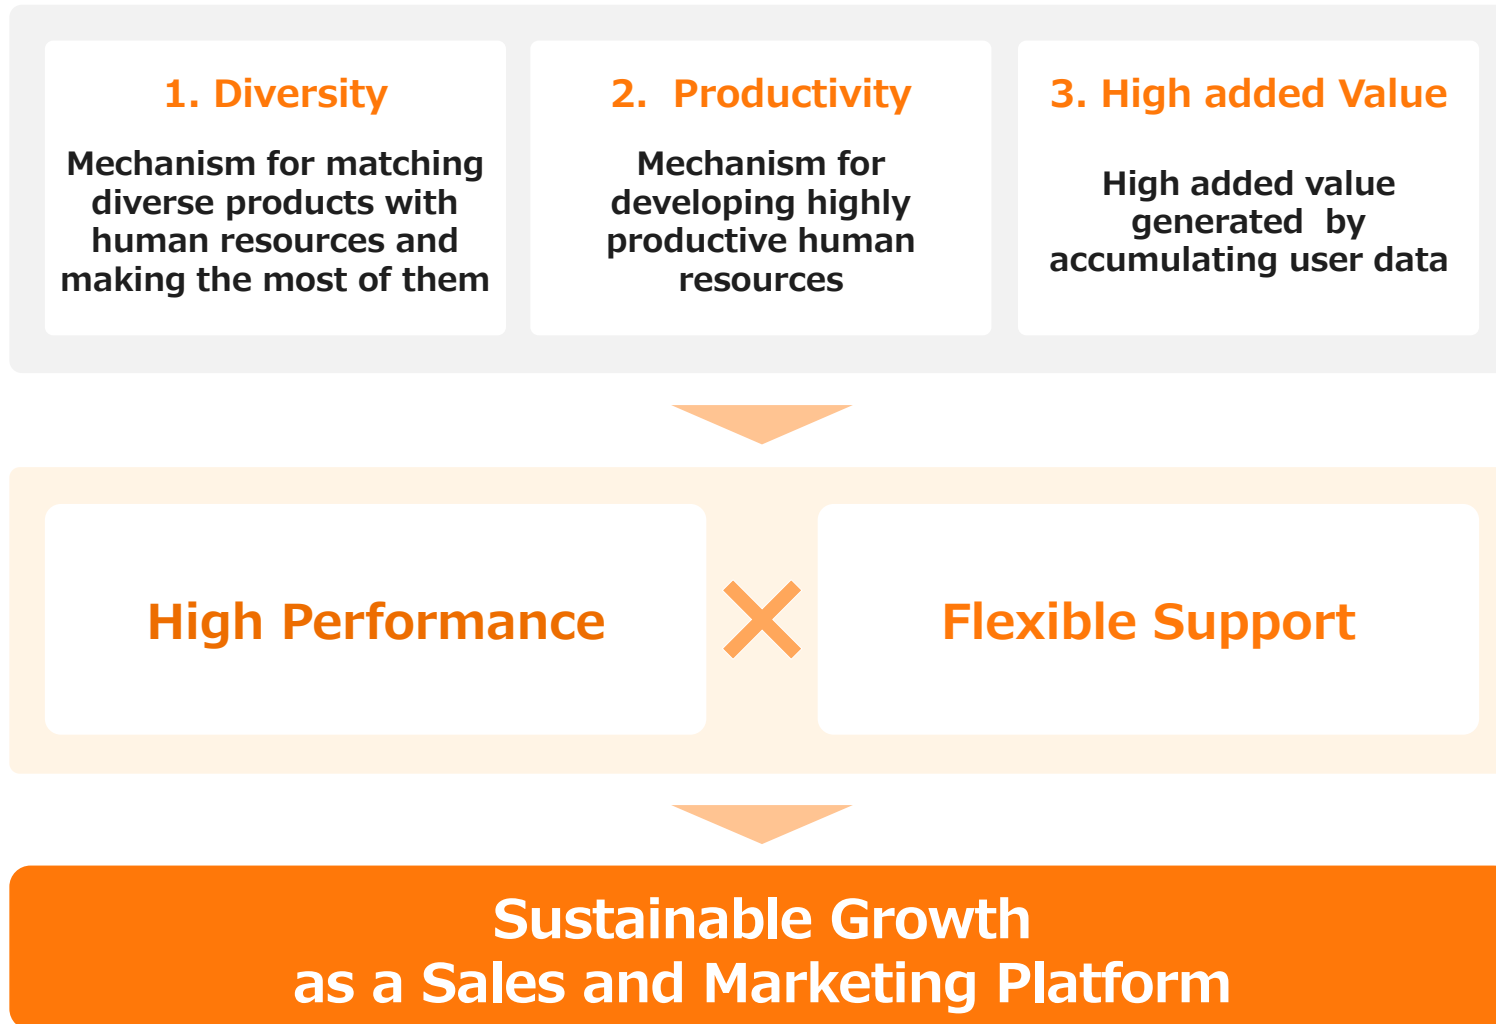 1. Diversity
Mechanism for matching
diverse products with
human resources and
making the most of them
2. Productivity
Mechanism for
developing highly
productive human
resources
3. High added Value
High added value
generated by
accumulating user data
High Performance
×
Flexible Support
Sustainable Growth
as a Sales and Marketing Platform